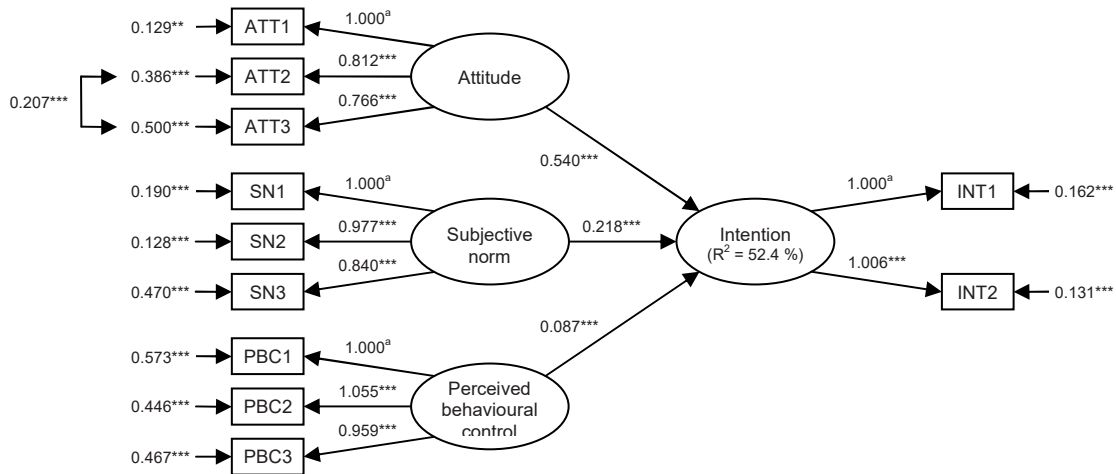 0.129**
ATT1
1.000ᵃ
0.386***
ATT2
0.812***
Attitude
0.207***
0.500***
ATT3
0.766***
0.540***
0.190***
SN1
1.000ᵃ
0.128***
SN2
0.977***
Subjective
norm
0.218***
0.470***
SN3
0.840***
Intention
(R² = 52.4 %)
1.000ᵃ
INT1
0.162***
1.006***
INT2
0.131***
0.087***
0.573***
PBC1
1.000ᵃ
0.446***
PBC2
1.055***
Perceived
behavioural
control
0.467***
PBC3
0.959***